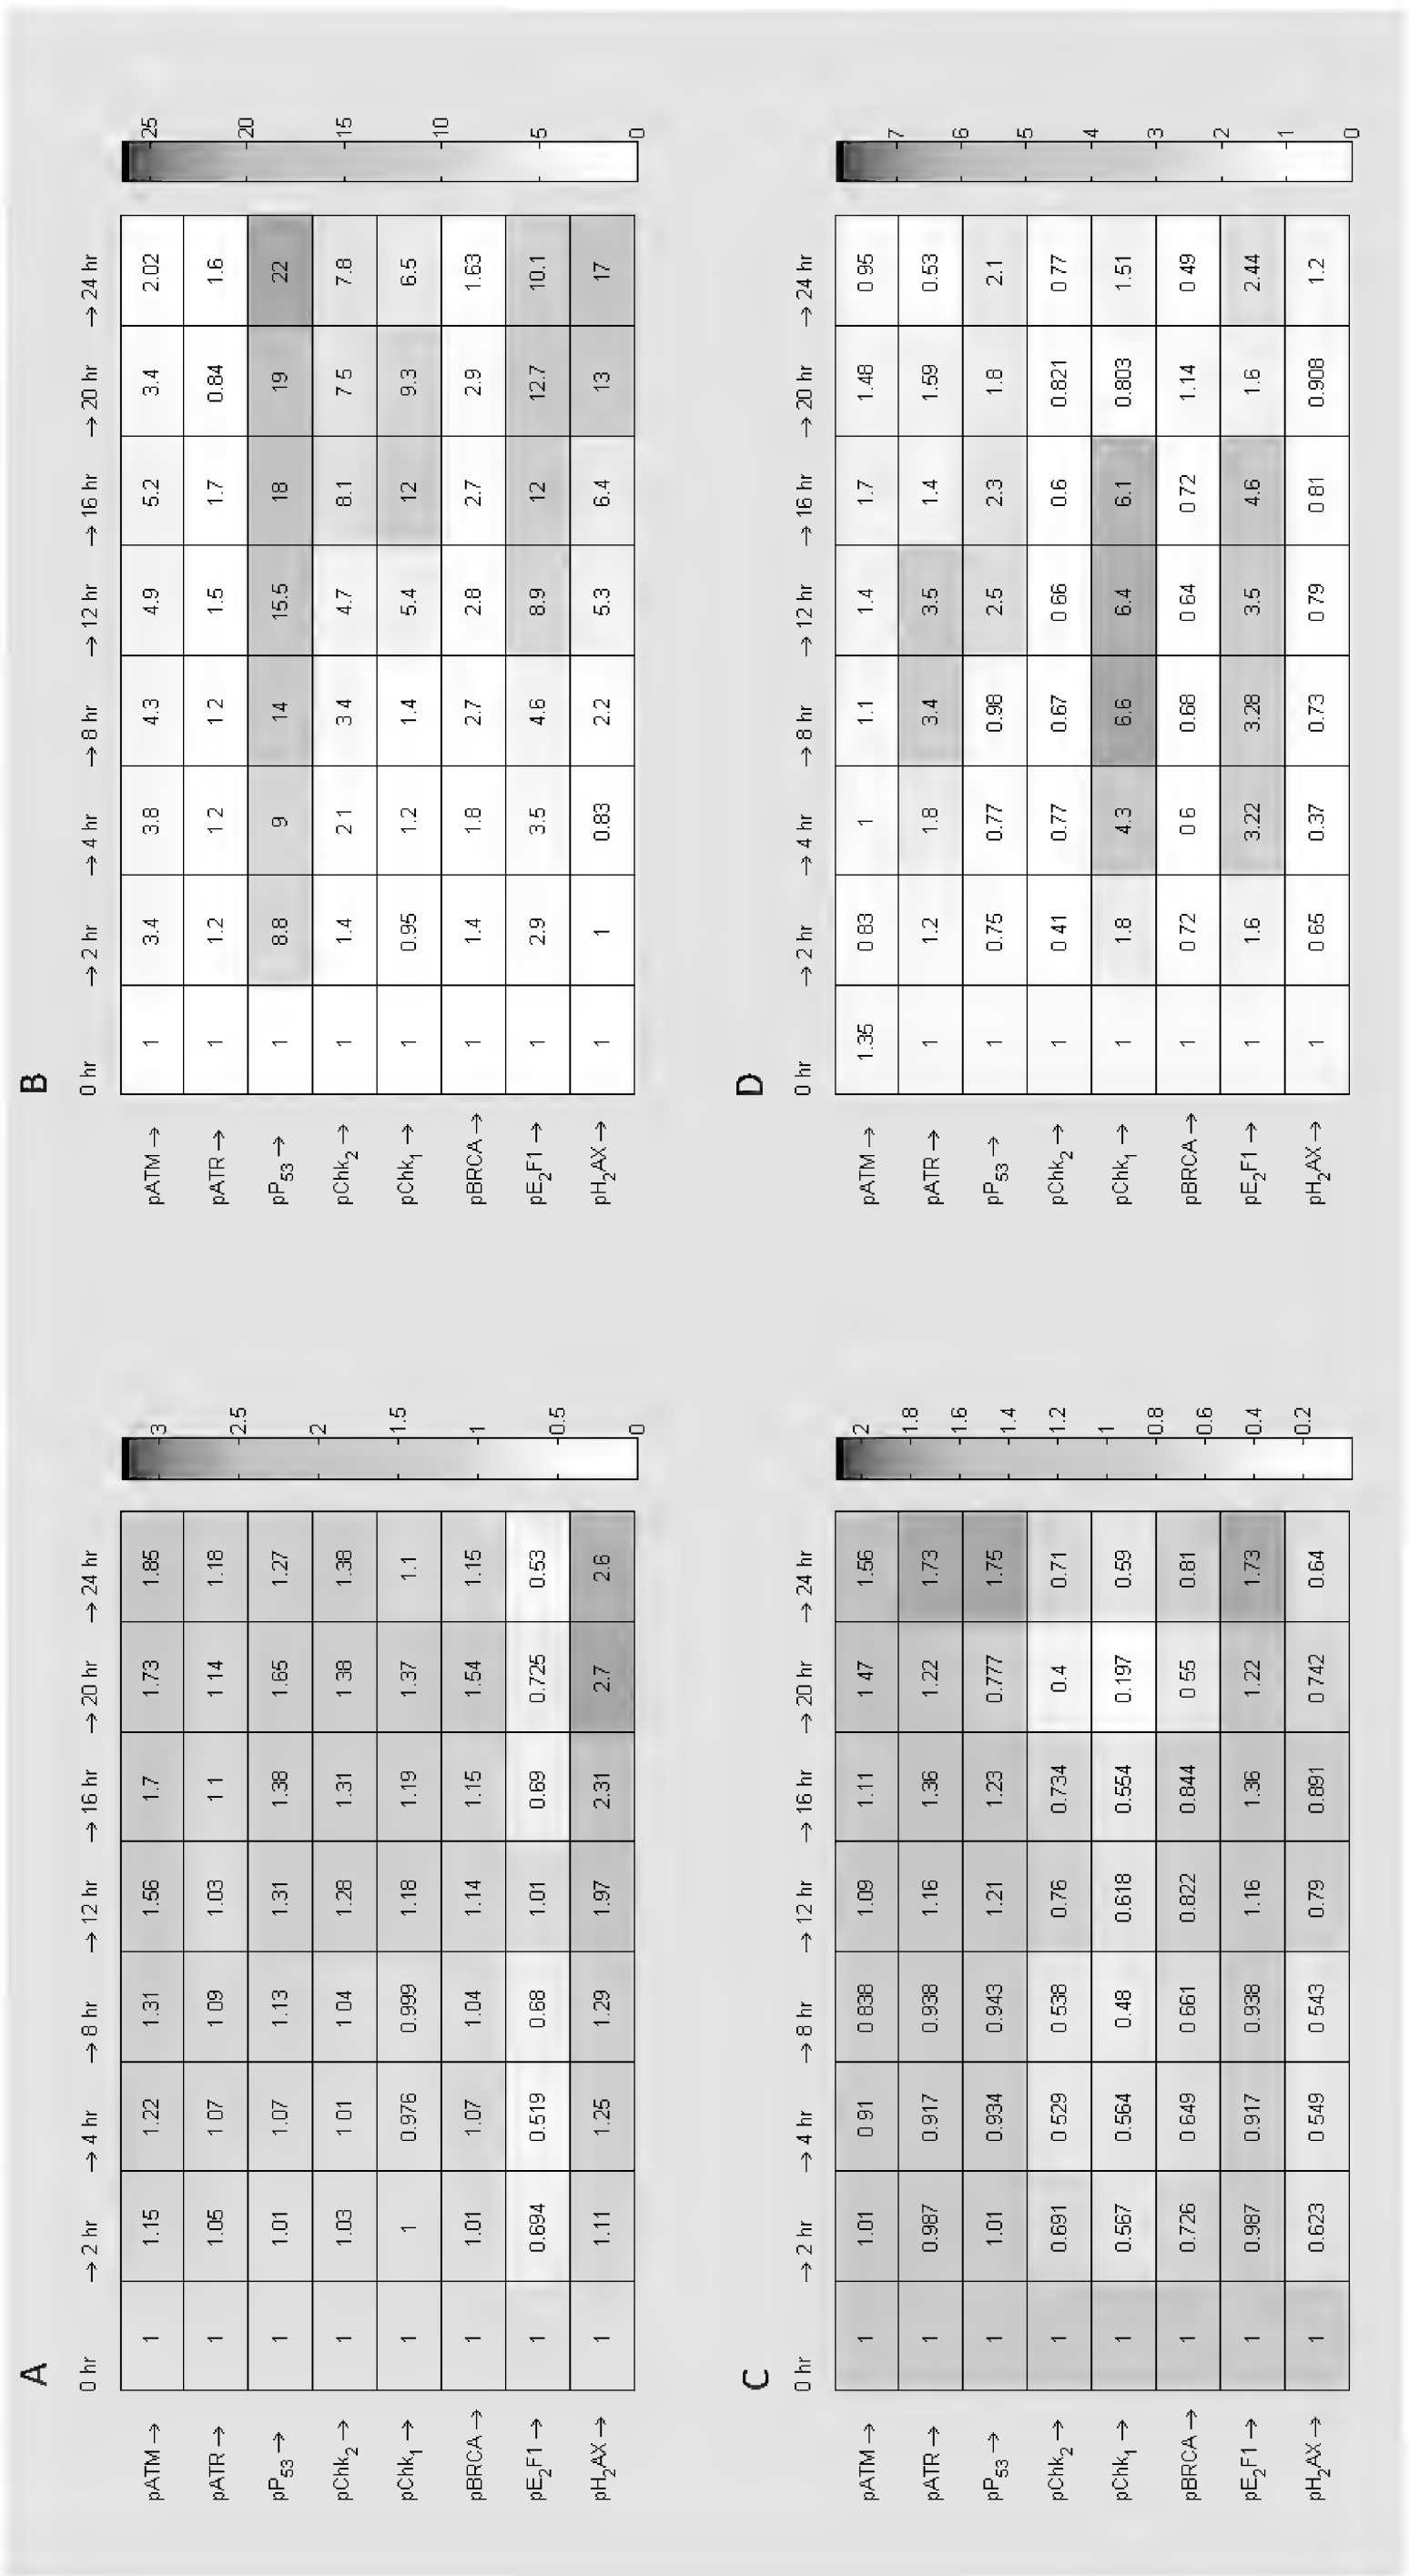 A
0 hr → 2 hr → 4 hr → 8 hr → 12 hr → 16 hr → 20 hr → 24 hr
pATM → 1 1.15 1.22 1.31 1.56 1.7 1.73 1.85
pATR → 1 1.05 1 07 1 09 1.03 1 1 1.14 1.18
pP53 → 1 1.01 1.07 1.13 1.31 1.38 1.65 1.27
pChk2 → 1 1.03 1 01 1 04 1.28 1.31 1.38 1.38
pChk1 → 1 1 0.976 0.999 1.18 1.19 1.37 1.1
pBRCA → 1 1.01 1.07 1.04 1.14 1.15 1.54 1.15
pE2F1 → 1 0.694 0.519 0.68 1.01 0.69 0.725 0.53
pH2AX → 1 1.11 1.25 1.29 1.97 2.31 2.7 2.6
3
2.5
2
1.5
1
0.5
0
B
0 hr → 2 hr → 4 hr → 8 hr → 12 hr → 16 hr → 20 hr → 24 hr
pATM → 1 3.4 3.8 4.3 4.9 5.2 3.4 2.02
pATR → 1 1.2 1 2 1 2 1.5 1.7 0.84 1.6
pP53 → 1 8.8 9 14 15.5 18 19 22
pChk2 → 1 1.4 2 1 3 4 4.7 8.1 7 5 7.8
pChk1 → 1 0.95 1.2 1.4 5.4 12 9.3 6.5
pBRCA → 1 1.4 1.8 2.7 2.8 2.7 2.9 1.63
pE2F1 → 1 2.9 3.5 4.6 8.9 12 12.7 10.1
pH2AX → 1 1 0.83 2.2 5.3 6.4 13 17
25
20
15
10
5
0
C
0 hr → 2 hr → 4 hr → 8 hr → 12 hr → 16 hr → 20 hr → 24 hr
pATM → 1 1.01 0 91 0 838 1.09 1.11 1 47 1.56
pATR → 1 0.987 0.917 0.938 1.16 1.36 1.22 1.73
pP53 → 1 1.01 0.934 0.943 1.21 1.23 0.777 1.75
pChk2 → 1 0.691 0 529 0 538 0.76 0.734 0.4 0.71
pChk1 → 1 0.567 0.564 0.48 0.618 0.554 0.197 0.59
pBRCA → 1 0.726 0 649 0 661 0.822 0.844 0 55 0.81
pE2F1 → 1 0.987 0.917 0.938 1.16 1.36 1.22 1.73
pH2AX → 1 0.623 0 549 0 543 0.79 0.891 0 742 0.64
2
1.8
1.6
1.4
1.2
1
0.8
0.6
0.4
0.2
D
0 hr → 2 hr → 4 hr → 8 hr → 12 hr → 16 hr → 20 hr → 24 hr
pATM → 1.35 0 83 1 1.1 1.4 1.7 1.48 0 95
pATR → 1 1.2 1.8 3.4 3.5 1.4 1.59 0.53
pP53 → 1 0.75 0.77 0.98 2.5 2.3 1.8 2.1
pChk2 → 1 0 41 0.77 0.67 0 66 0.6 0.821 0 77
pChk1 → 1 1.8 4.3 6.6 6.4 6.1 0.803 1.51
pBRCA → 1 0 72 0 6 0.68 0 64 0 72 1.14 0 49
pE2F1 → 1 1.6 3.22 3.28 3.5 4.6 1.6 2.44
pH2AX → 1 0 65 0.37 0.73 0 79 0 81 0.908 1.2
7
6
5
4
3
2
1
0